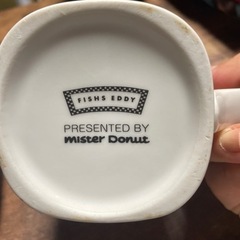 FISHS EDDY
PRESENTED BY
mister Donut